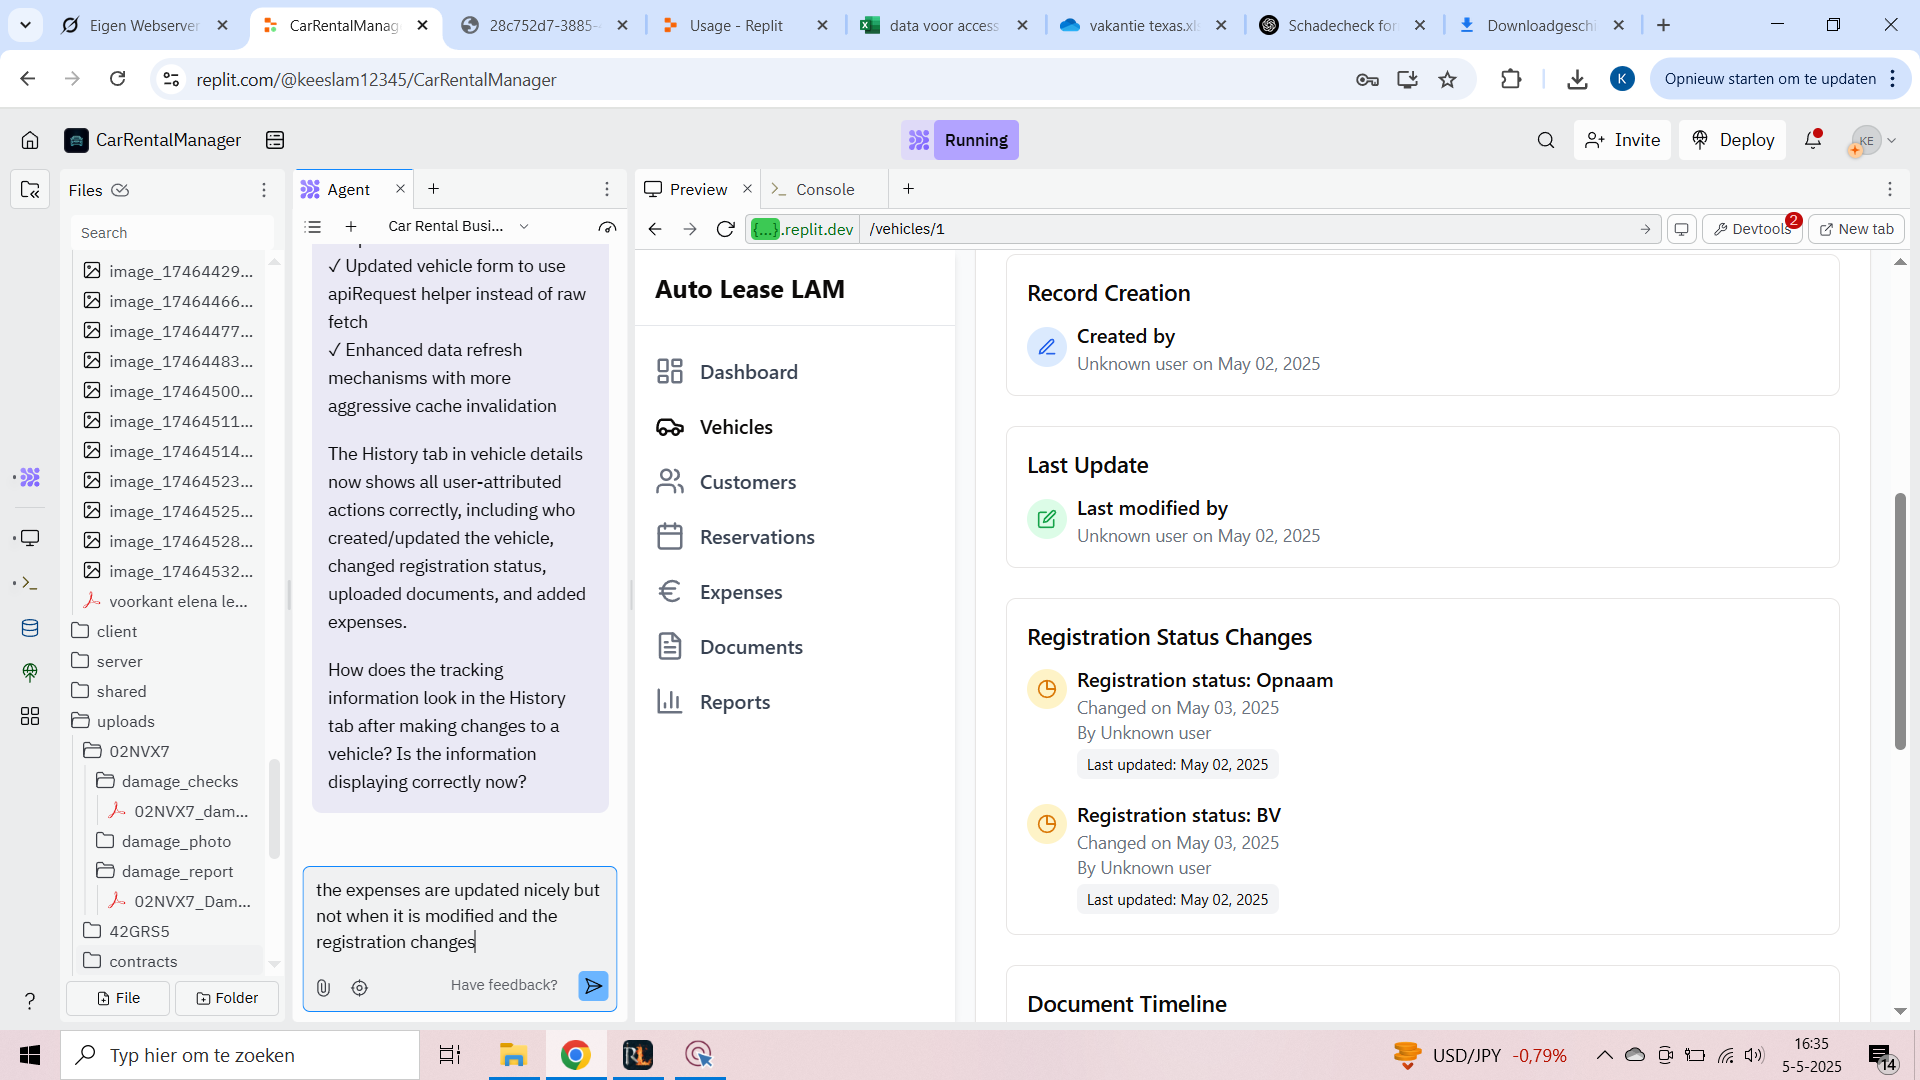 Eigen Webserver
CarRentalManag
28c752d7-3885-
Usage - Replit
data voor access
vakantie texas.xls
Schadecheck for
Downloadgeschi
replit.com/@keeslam12345/CarRentalManager
K
Opnieuw starten om te updaten
CarRentalManager
Running
Invite
Deploy
KE
Files
Agent
Preview
Console
Search
Car Rental Busi...
{...}.replit.dev
/vehicles/1
Devtools
2
New tab
image_17464429...
image_17464466...
image_17464477...
image_17464483...
image_17464500...
image_17464511...
image_17464514...
image_17464523...
image_17464525...
image_17464528...
image_17464532...
voorkant elena le...
client
server
shared
uploads
02NVX7
damage_checks
02NVX7_dam...
damage_photo
damage_report
02NVX7_Dam...
42GRS5
contracts
File
Folder
?
✓ Updated vehicle form to use
apiRequest helper instead of raw
fetch
✓ Enhanced data refresh
mechanisms with more
aggressive cache invalidation
The History tab in vehicle details
now shows all user-attributed
actions correctly, including who
created/updated the vehicle,
changed registration status,
uploaded documents, and added
expenses.
How does the tracking
information look in the History
tab after making changes to a
vehicle? Is the information
displaying correctly now?
the expenses are updated nicely but
not when it is modified and the
registration changes
Have feedback?
Auto Lease LAM
Dashboard
Vehicles
Customers
Reservations
Expenses
Documents
Reports
Record Creation
Created by
Unknown user on May 02, 2025
Last Update
Last modified by
Unknown user on May 02, 2025
Registration Status Changes
Registration status: Opnaam
Changed on May 03, 2025
By Unknown user
Last updated: May 02, 2025
Registration status: BV
Changed on May 03, 2025
By Unknown user
Last updated: May 02, 2025
Document Timeline
Typ hier om te zoeken
RL
USD/JPY -0,79%
16:35
5-5-2025
14